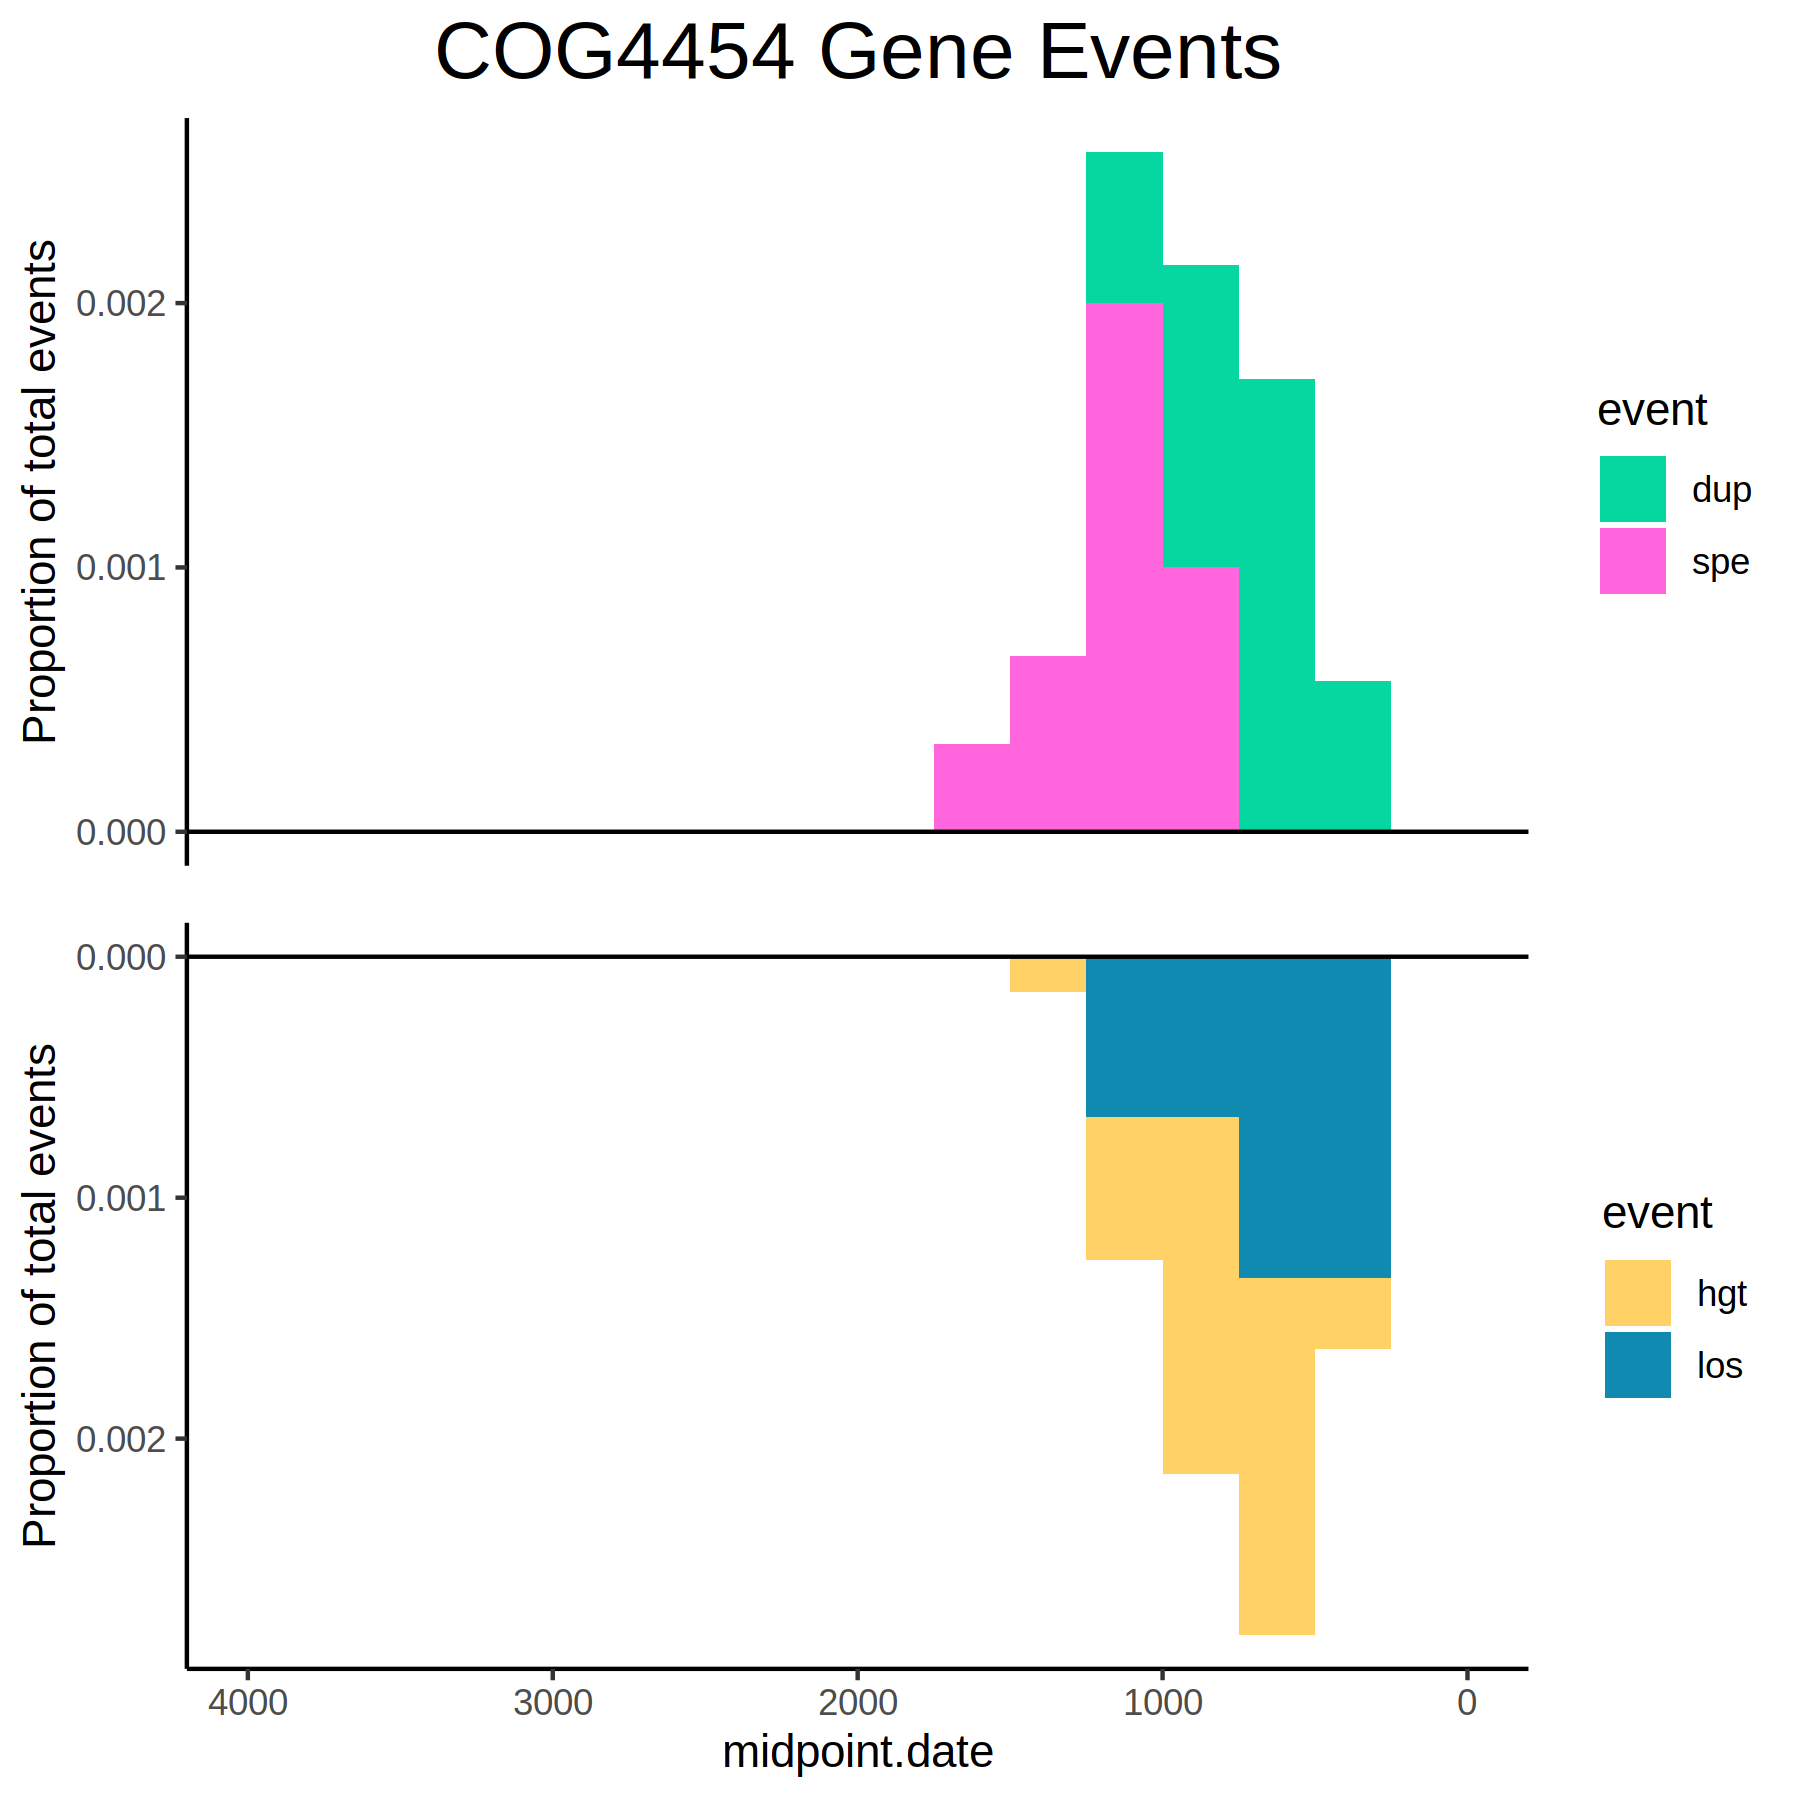 COG4454 Gene Events
Proportion of total events
0.002
0.001
0.000
event
dup
spe
Proportion of total events
0.000
0.001
0.002
event
hgt
los
4000 3000 2000 1000 0
midpoint.date